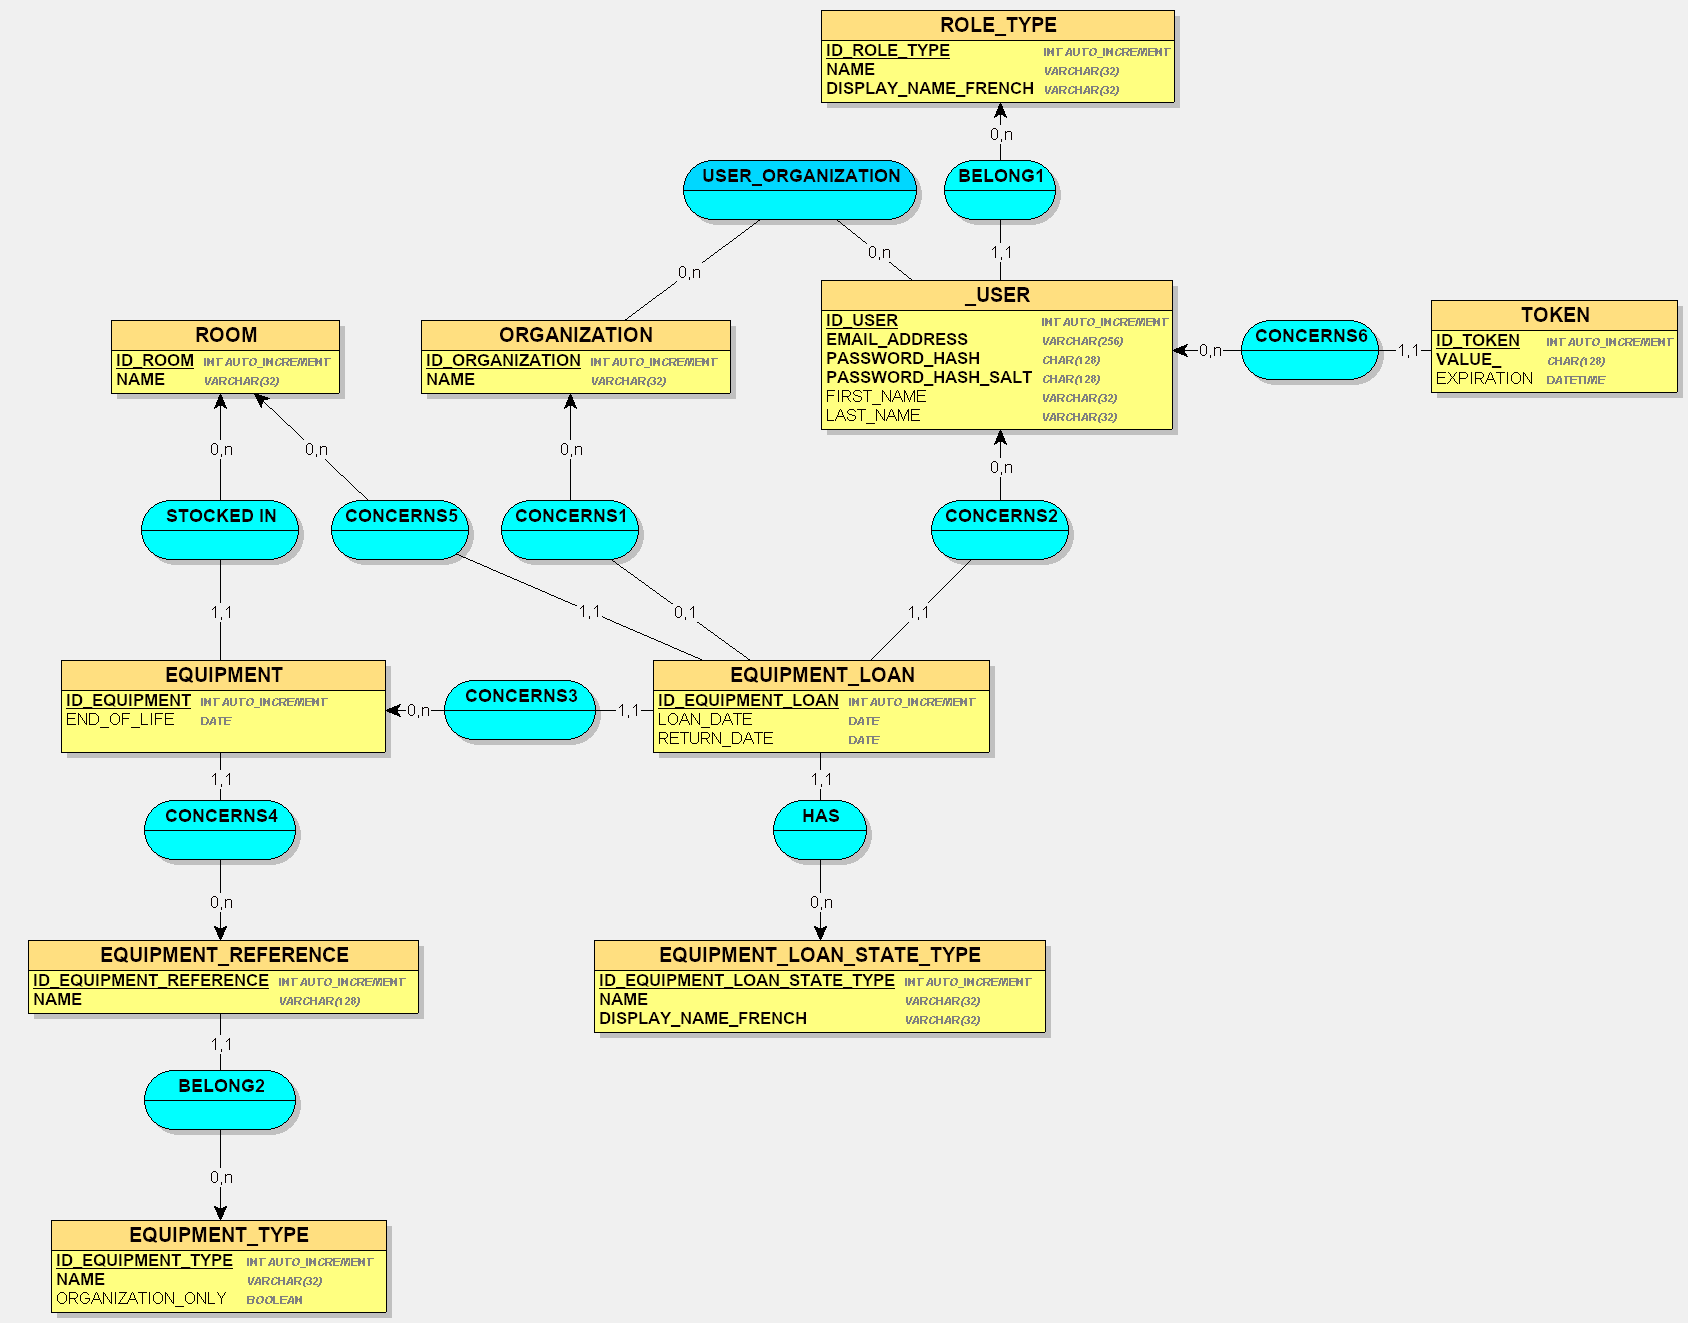 ROLE_TYPE
ID_ROLE_TYPE INT AUTO_INCREMENT
NAME VARCHAR(32)
DISPLAY_NAME_FRENCH VARCHAR(32)
0,n
USER_ORGANIZATION
BELONG1
0,n
0,n
1,1
_USER
ID_USER INT AUTO_INCREMENT
EMAIL_ADDRESS VARCHAR(256)
PASSWORD_HASH CHAR(128)
PASSWORD_HASH_SALT CHAR(128)
FIRST_NAME VARCHAR(32)
LAST_NAME VARCHAR(32)
0,n
CONCERNS6
1,1
TOKEN
ID_TOKEN INT AUTO_INCREMENT
VALUE_ CHAR(128)
EXPIRATION DATETIME
ROOM
ID_ROOM INT AUTO_INCREMENT
NAME VARCHAR(32)
ORGANIZATION
ID_ORGANIZATION INT AUTO_INCREMENT
NAME VARCHAR(32)
0,n
0,n
0,n
0,n
STOCKED IN
CONCERNS5
CONCERNS1
CONCERNS2
1,1
1,1
0,1
1,1
EQUIPMENT
ID_EQUIPMENT INT AUTO_INCREMENT
END_OF_LIFE DATE
0,n
CONCERNS3
1,1
EQUIPMENT_LOAN
ID_EQUIPMENT_LOAN INT AUTO_INCREMENT
LOAN_DATE DATE
RETURN_DATE DATE
1,1
1,1
CONCERNS4
HAS
0,n
0,n
EQUIPMENT_REFERENCE
ID_EQUIPMENT_REFERENCE INT AUTO_INCREMENT
NAME VARCHAR(128)
EQUIPMENT_LOAN_STATE_TYPE
ID_EQUIPMENT_LOAN_STATE_TYPE INT AUTO_INCREMENT
NAME VARCHAR(32)
DISPLAY_NAME_FRENCH VARCHAR(32)
1,1
BELONG2
0,n
EQUIPMENT_TYPE
ID_EQUIPMENT_TYPE INT AUTO_INCREMENT
NAME VARCHAR(32)
ORGANIZATION_ONLY BOOLEAN